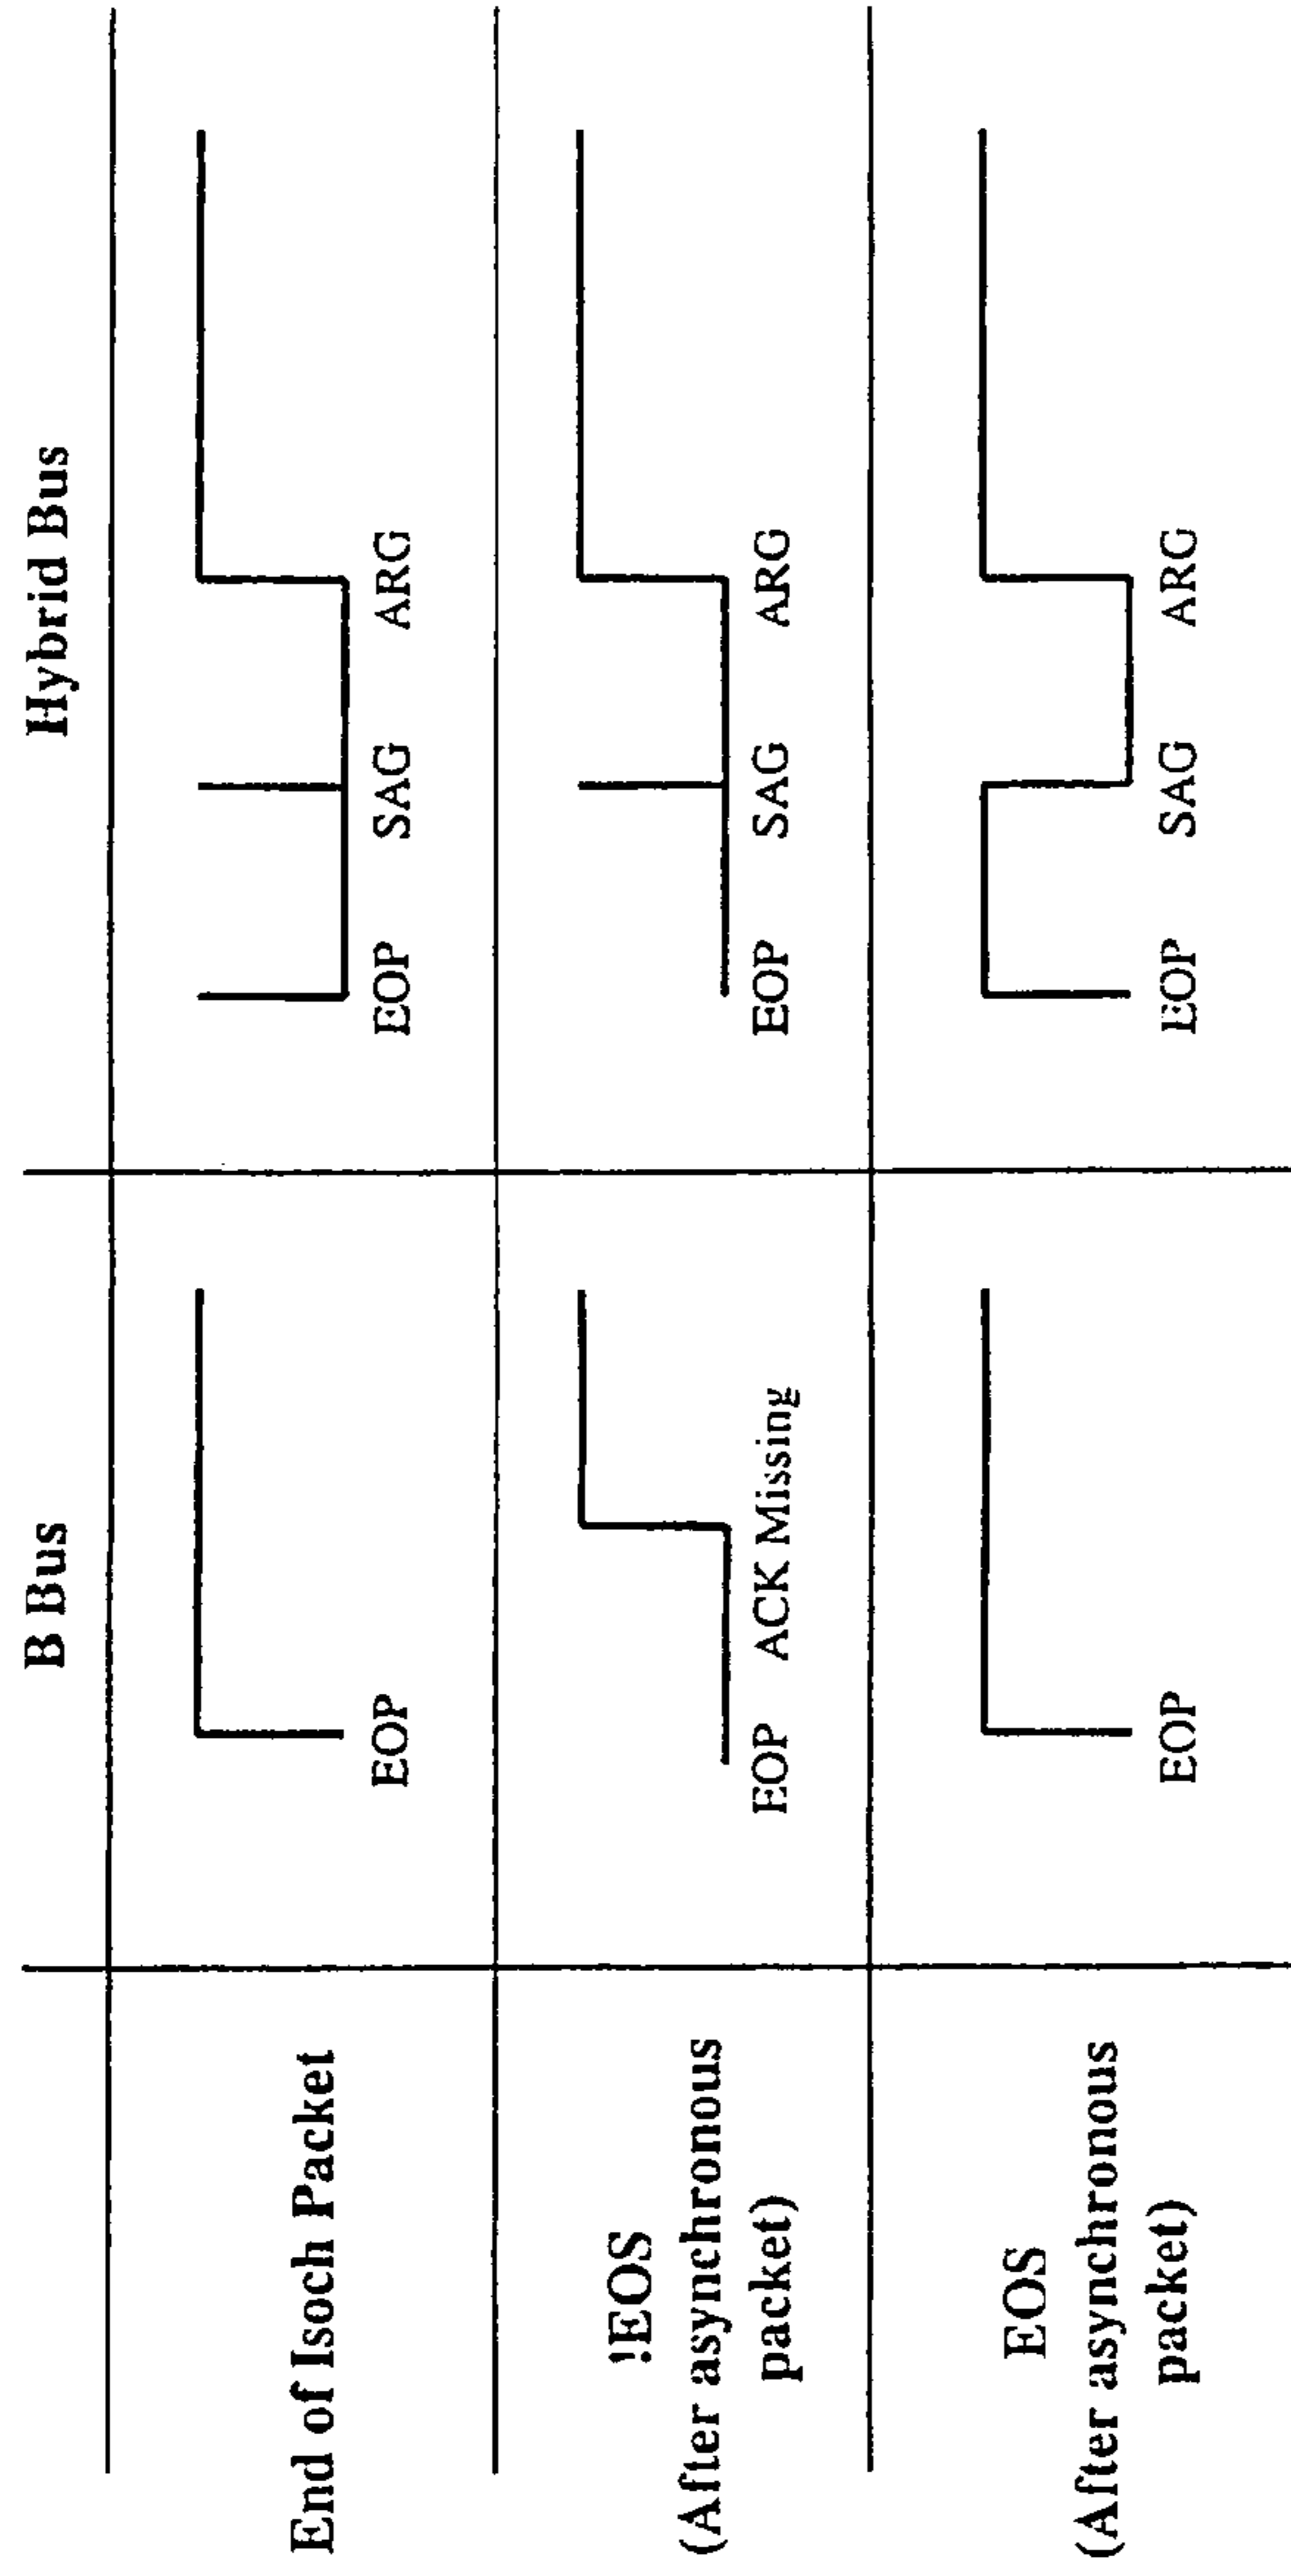 B Bus
Hybrid Bus
End of Isoch Packet
EOP
EOP
SAG
ARG
!EOS
(After asynchronous
packet)
EOP
ACK Missing
EOP
SAG
ARG
EOS
(After asynchronous
packet)
EOP
EOP
SAG
ARG